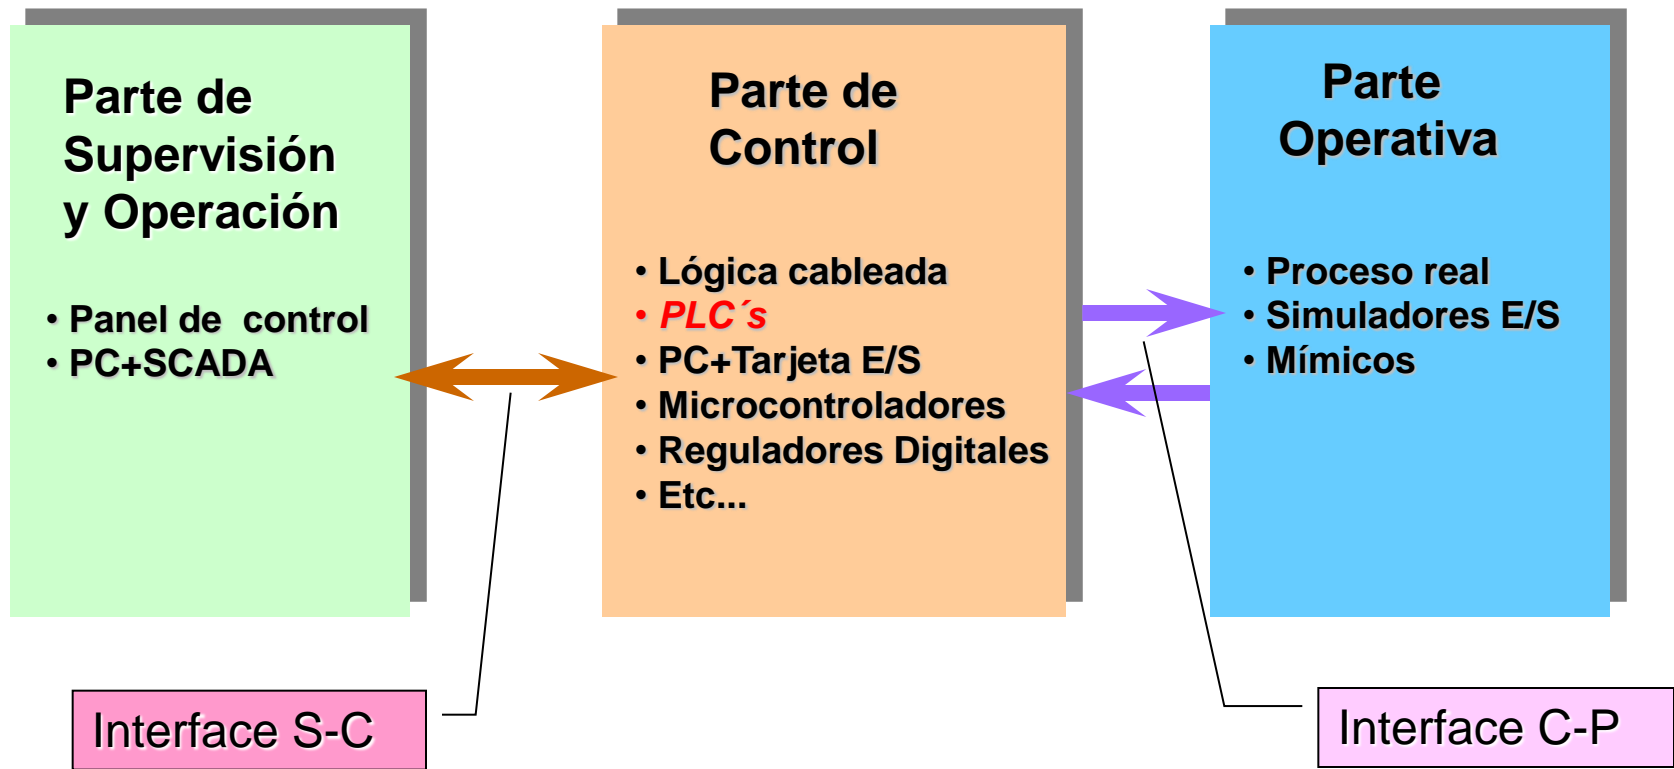 Parte de
Supervisión
y Operación
• Panel de control
• PC+SCADA
Parte de
Control
• Lógica cableada
• PLC´s
• PC+Tarjeta E/S
• Microcontroladores
• Reguladores Digitales
• Etc...
Parte
Operativa
• Proceso real
• Simuladores E/S
• Mímicos
Interface S-C
Interface C-P